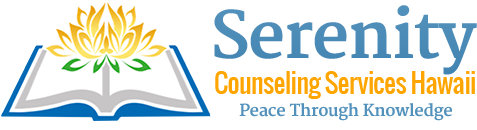 Serenity
Counseling Services Hawaii
Peace Through Knowledge